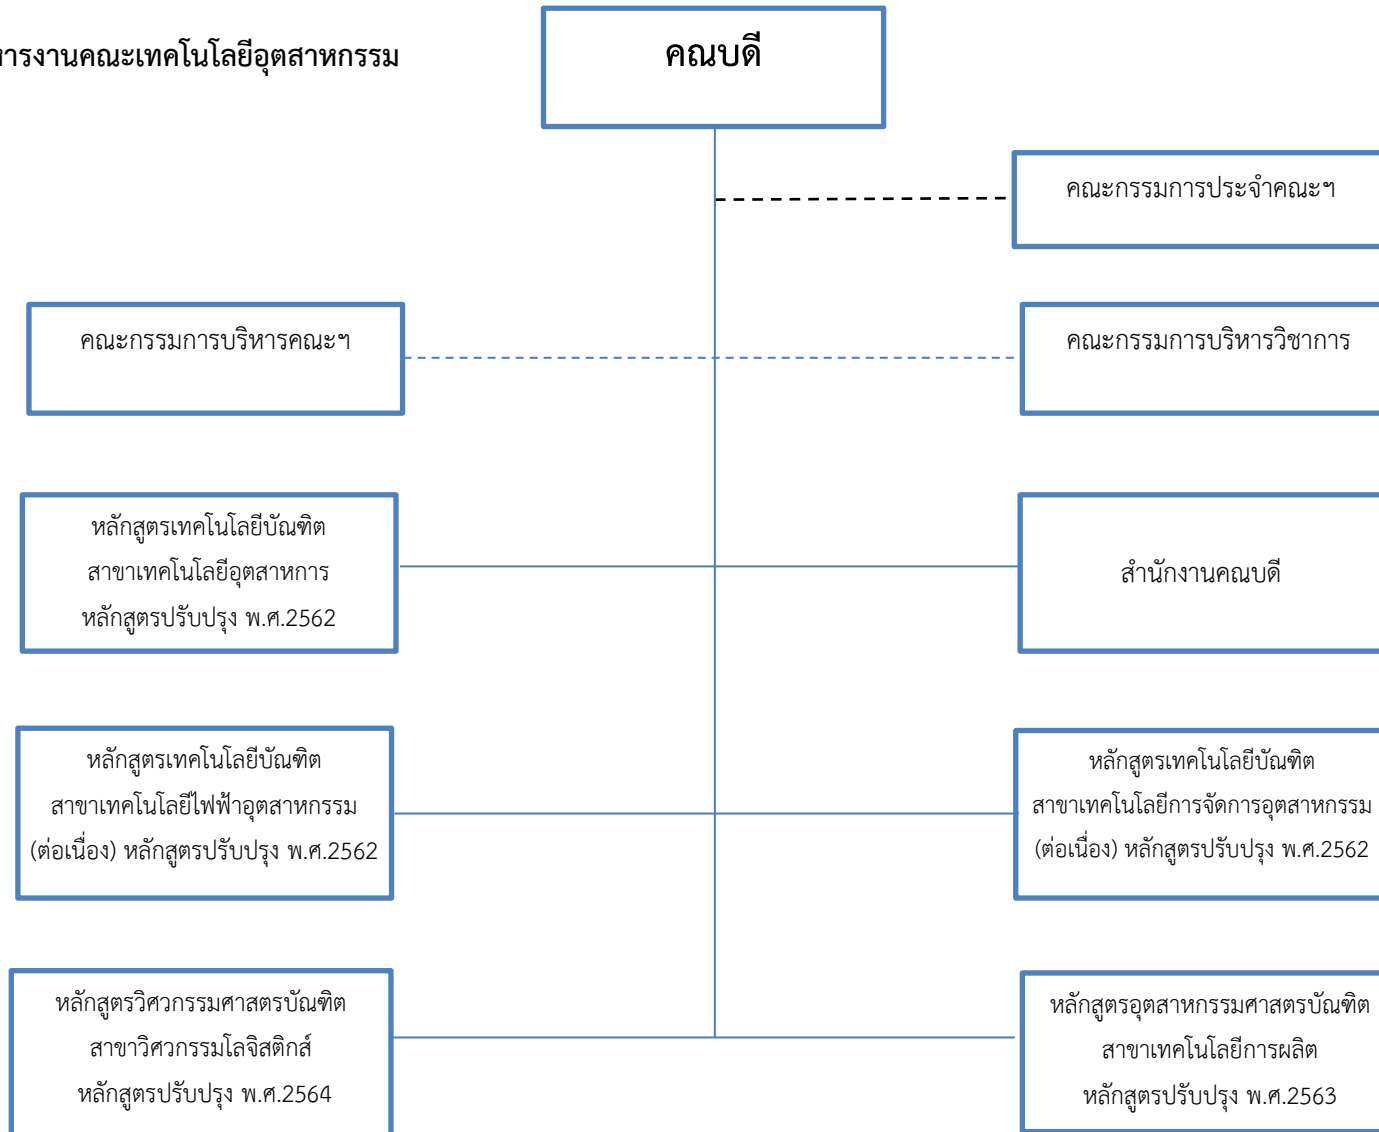 หารงานคณะเทคโนโลยีอุตสาหกรรม
คณบดี
คณะกรรมการประจำคณะฯ
คณะกรรมการบริหารคณะฯ
คณะกรรมการบริหารวิชาการ
หลักสูตรเทคโนโลยีบัณฑิต
สาขาเทคโนโลยีอุตสาหการ
หลักสูตรปรับปรุง พ.ศ.2562
สำนักงานคณบดี
หลักสูตรเทคโนโลยีบัณฑิต
สาขาเทคโนโลยีไฟฟ้าอุตสาหกรรม
(ต่อเนื่อง) หลักสูตรปรับปรุง พ.ศ.2562
หลักสูตรเทคโนโลยีบัณฑิต
สาขาเทคโนโลยีการจัดการอุตสาหกรรม
(ต่อเนื่อง) หลักสูตรปรับปรุง พ.ศ.2562
หลักสูตรวิศวกรรมศาสตรบัณฑิต
สาขาวิศวกรรมโลจิสติกส์
หลักสูตรปรับปรุง พ.ศ.2564
หลักสูตรอุตสาหกรรมศาสตรบัณฑิต
สาขาเทคโนโลยีการผลิต
หลักสูตรปรับปรุง พ.ศ.2563